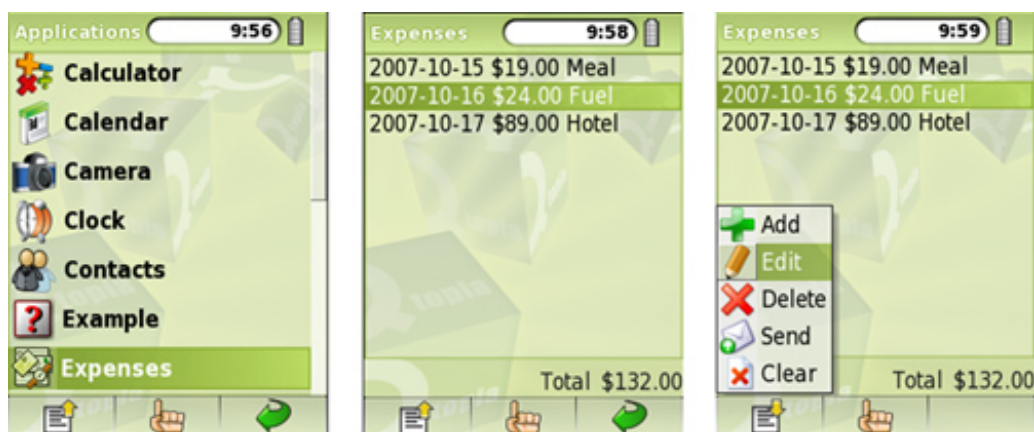 Applications 9:56
Calculator
Calendar
Camera
Clock
Contacts
Example
Expenses
Expenses 9:58
2007-10-15 $19.00 Meal
2007-10-16 $24.00 Fuel
2007-10-17 $89.00 Hotel
Total $132.00
Expenses 9:59
2007-10-15 $19.00 Meal
2007-10-16 $24.00 Fuel
2007-10-17 $89.00 Hotel
Add
Edit
Delete
Send
Clear
Total $132.00